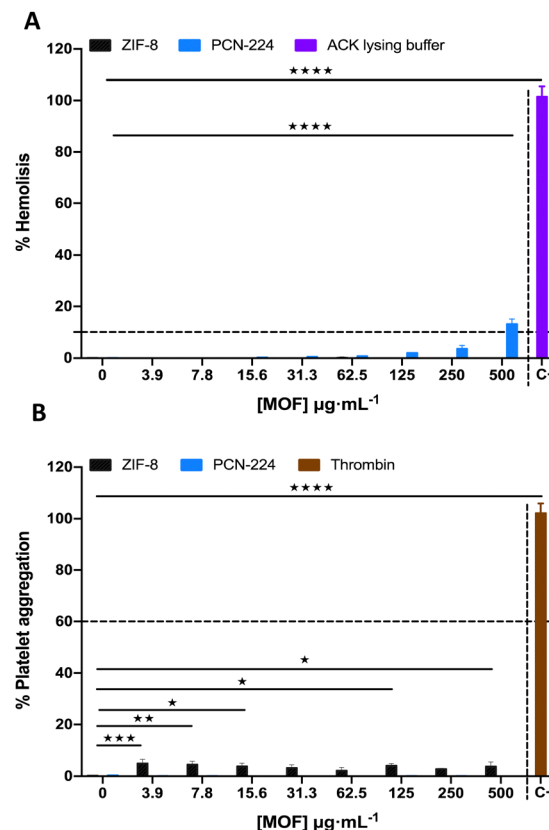 A
ZIF-8 PCN-224 ACK lysing buffer
★★★★
★★★★
% Hemolisis
120
100
80
60
40
20
0
0 3.9 7.8 15.6 31.3 62.5 125 250 500 C+
[MOF] µg·mL⁻¹
B
ZIF-8 PCN-224 Thrombin
★★★★
% Platelet aggregation
120
100
80
60
40
20
0
★
★
★
★★
★★★
0 3.9 7.8 15.6 31.3 62.5 125 250 500 C+
[MOF] µg·mL⁻¹